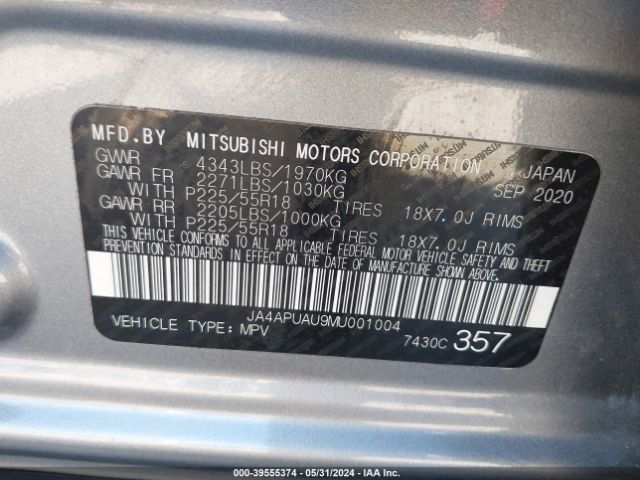 MFD.BY MITSUBISHI MOTORS CORPORATION, JAPAN
GVWR 4343LBS/1970KG SEP 2020
GAWR FR 2271LBS/1030KG
WITH P225/55R18 TIRES 18X7.0J RIMS
GAWR RR 2205LBS/1000KG
WITH P225/55R18 TIRES 18X7.0J RIMS
THIS VEHICLE CONFORMS TO ALL APPLICABLE FEDERAL MOTOR VEHICLE SAFETY AND THEFT
PREVENTION STANDARDS IN EFFECT ON THE DATE OF MANUFACTURE SHOWN ABOVE.
JA4APUAU9MU001004
VEHICLE TYPE: MPV 7430C 357
000-39555374 - 05/31/2024 - IAA Inc.